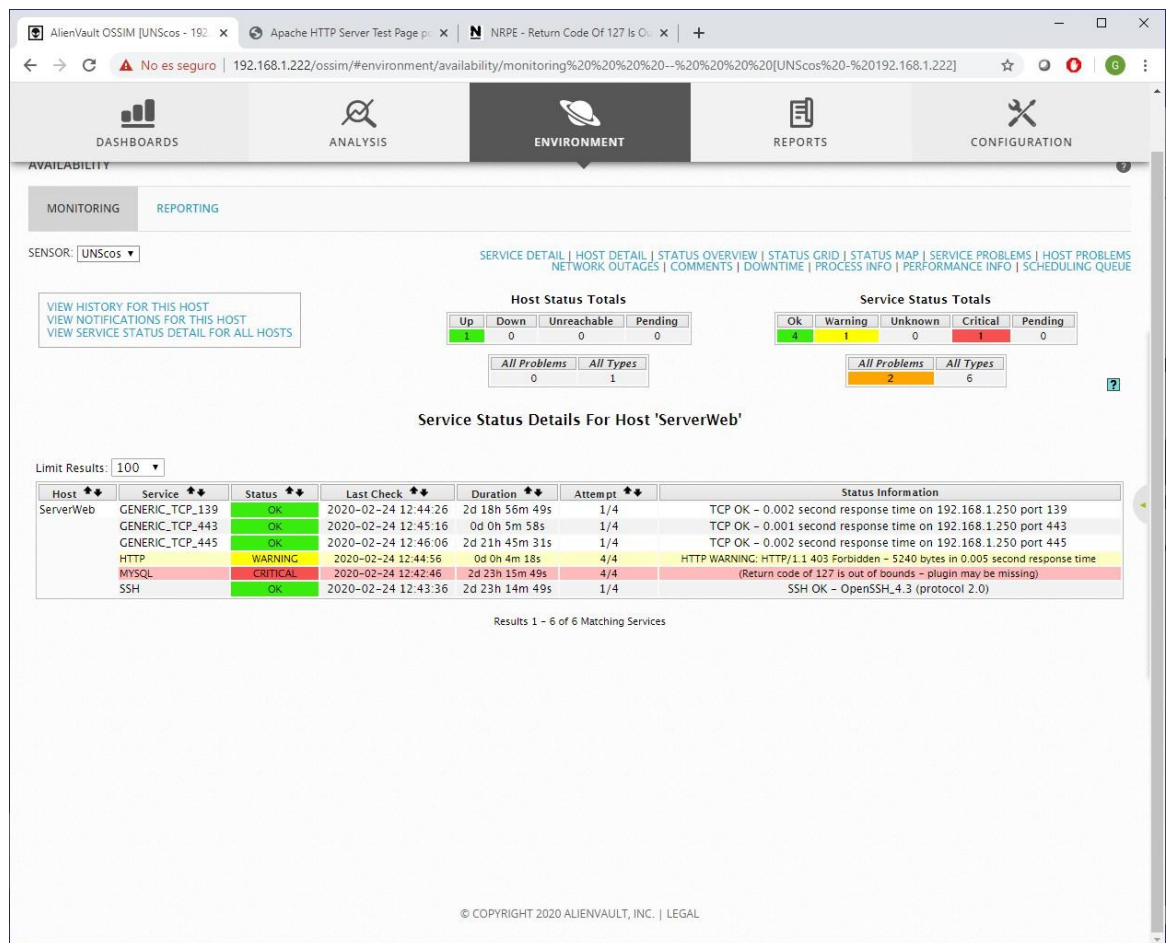 AlienVault OSSIM [UNScos - 192 Apache HTTP Server Test Page po NRPE - Return Code Of 127 Is Ou
No es seguro 192.168.1.222/ossim/#environment/availability/monitoring%20%20%20%20--%20%20%20%20[UNScos%20-%20192.168.1.222] G
DASHBOARDS ANALYSIS ENVIRONMENT REPORTS CONFIGURATION
AVAILABILITY ?
MONITORING REPORTING
SENSOR: UNScos
SERVICE DETAIL | HOST DETAIL | STATUS OVERVIEW | STATUS GRID | STATUS MAP | SERVICE PROBLEMS | HOST PROBLEMS
NETWORK OUTAGES | COMMENTS | DOWNTIME | PROCESS INFO | PERFORMANCE INFO | SCHEDULING QUEUE
VIEW HISTORY FOR THIS HOST
VIEW NOTIFICATIONS FOR THIS HOST
VIEW SERVICE STATUS DETAIL FOR ALL HOSTS
Host Status Totals
Up Down Unreachable Pending
1 0 0 0
All Problems All Types
0 1
Service Status Totals
Ok Warning Unknown Critical Pending
4 1 0 1 0
All Problems All Types
2 6
?
Service Status Details For Host 'ServerWeb'
Limit Results: 100
Host Service Status Last Check Duration Attempt Status Information
ServerWeb GENERIC_TCP_139 OK 2020-02-24 12:44:26 2d 18h 56m 49s 1/4 TCP OK - 0.002 second response time on 192.168.1.250 port 139
GENERIC_TCP_443 OK 2020-02-24 12:45:16 0d 0h 5m 58s 1/4 TCP OK - 0.001 second response time on 192.168.1.250 port 443
GENERIC_TCP_445 OK 2020-02-24 12:46:06 2d 21h 45m 31s 1/4 TCP OK - 0.002 second response time on 192.168.1.250 port 445
HTTP WARNING 2020-02-24 12:44:56 0d 0h 4m 18s 4/4 HTTP WARNING: HTTP/1.1 403 Forbidden - 5240 bytes in 0.005 second response time
MYSQL CRITICAL 2020-02-24 12:42:46 2d 23h 15m 49s 4/4 (Return code of 127 is out of bounds - plugin may be missing)
SSH OK 2020-02-24 12:43:36 2d 23h 14m 49s 1/4 SSH OK - OpenSSH_4.3 (protocol 2.0)
Results 1 - 6 of 6 Matching Services
© COPYRIGHT 2020 ALIENVAULT, INC. | LEGAL